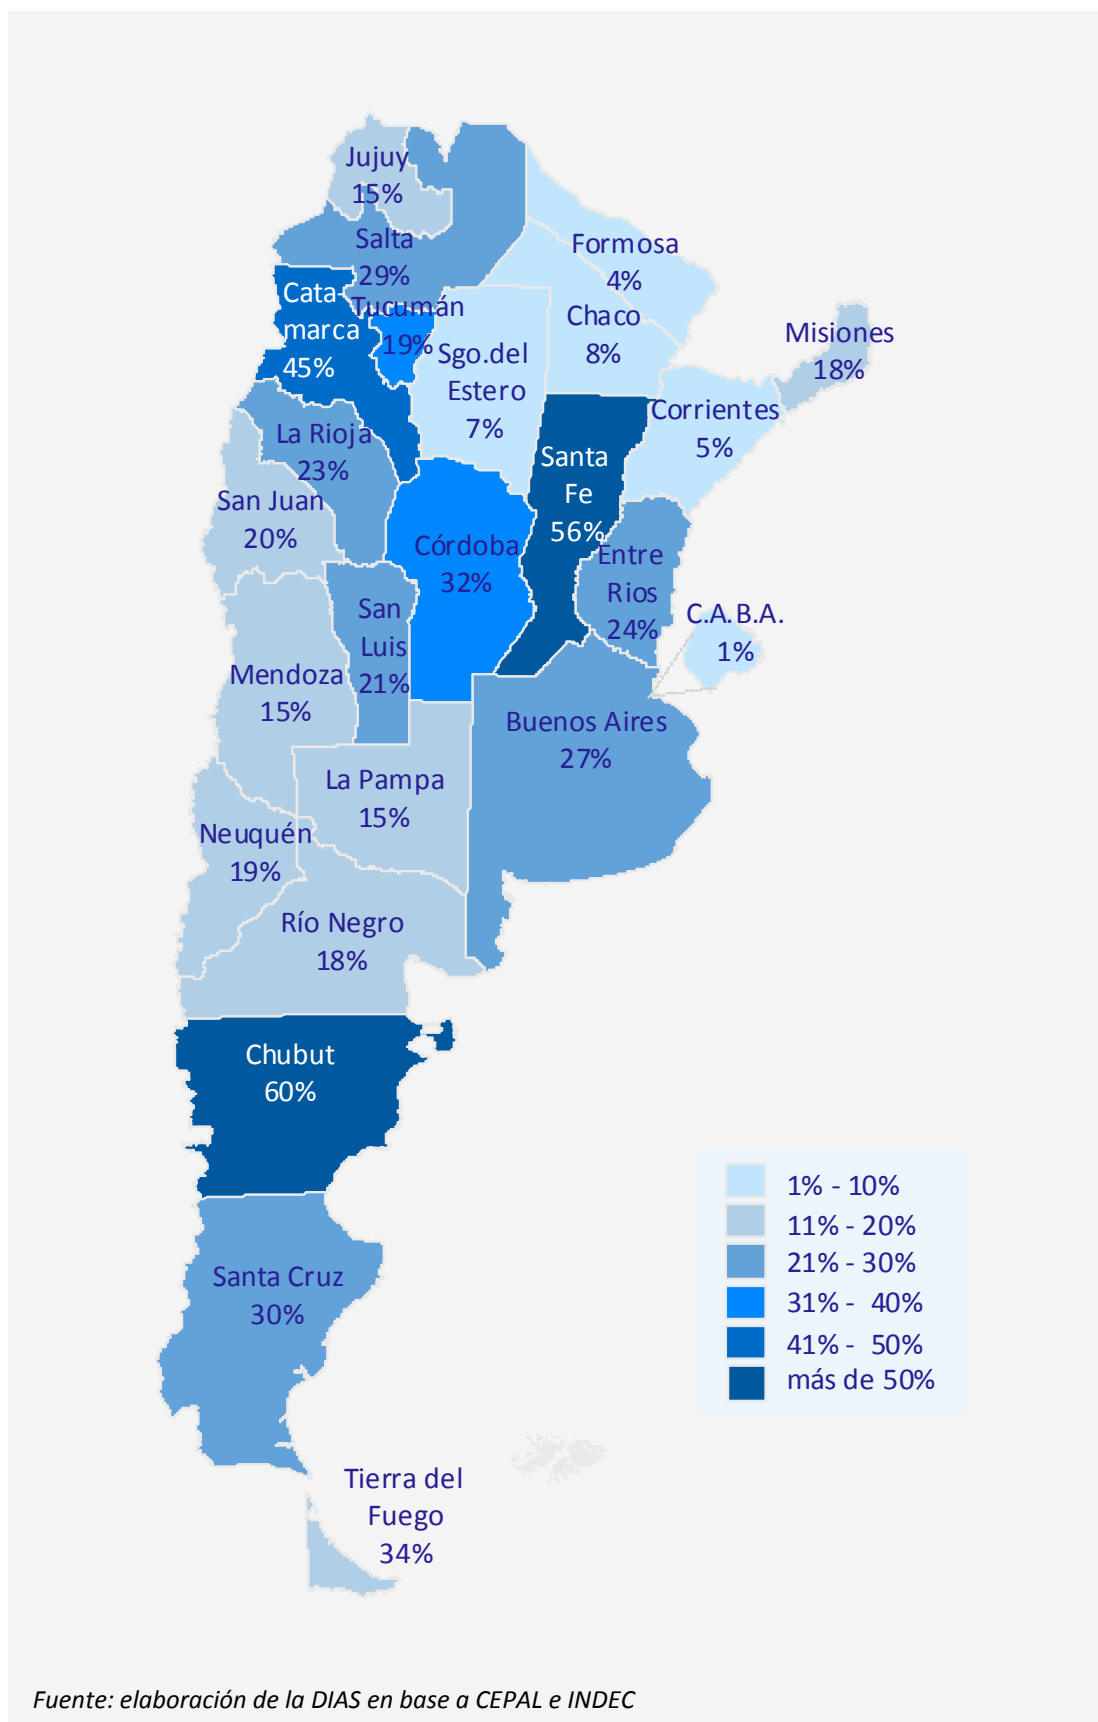 Jujuy
15%
Salta
29%
Formosa
4%
Cata-
marca
45%
Tucumán
19%
Chaco
8%
Misiones
18%
Sgo.del
Estero
7%
Corrientes
5%
La Rioja
23%
Santa
Fe
56%
San Juan
20%
Córdoba
32%
Entre
Rios
24%
San
Luis
21%
C.A.B.A.
1%
Mendoza
15%
Buenos Aires
27%
La Pampa
15%
Neuquén
19%
Río Negro
18%
Chubut
60%
Santa Cruz
30%
Tierra del
Fuego
34%
1% - 10%
11% - 20%
21% - 30%
31% -  40%
41% -  50%
más de 50%
Fuente: elaboración de la DIAS en base a CEPAL e INDEC